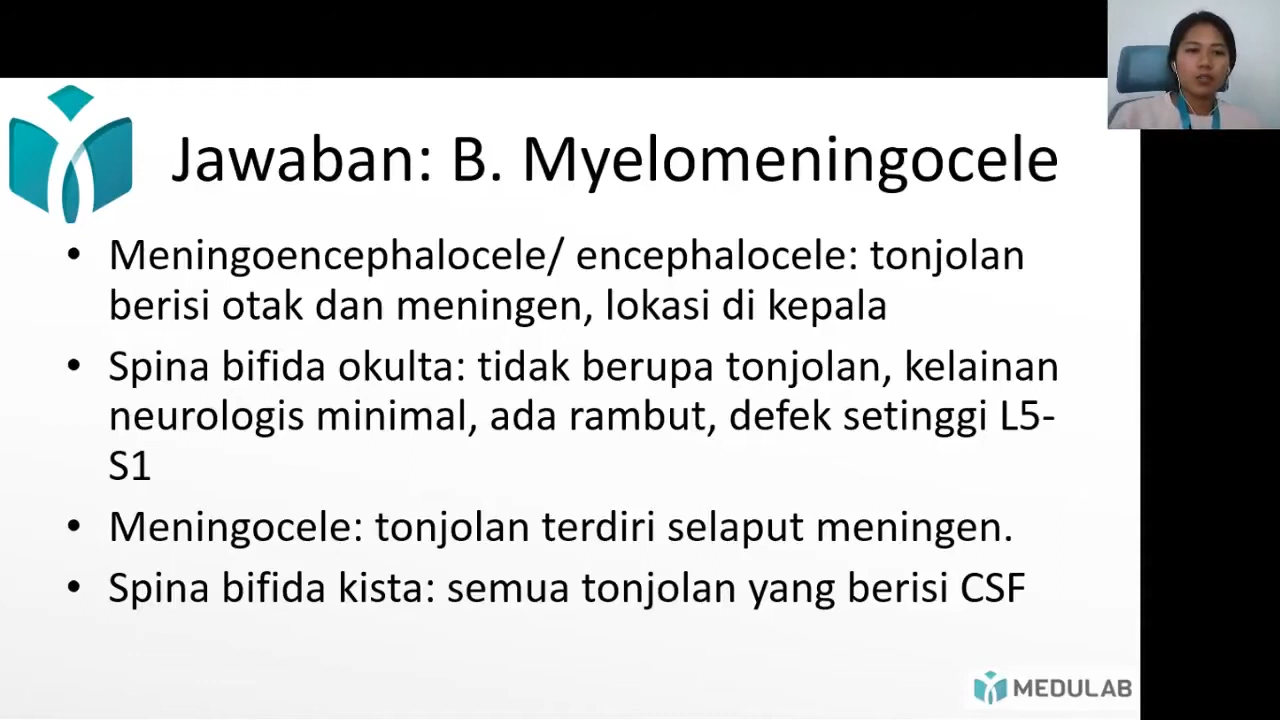 Jawaban: B. Myelomeningocele
• Meningoencephalocele/ encephalocele: tonjolan
berisi otak dan meningen, lokasi di kepala
• Spina bifida okulta: tidak berupa tonjolan, kelainan
neurologis minimal, ada rambut, defek setinggi L5-
S1
• Meningocele: tonjolan terdiri selaput meningen.
• Spina bifida kista: semua tonjolan yang berisi CSF
MEDULAB